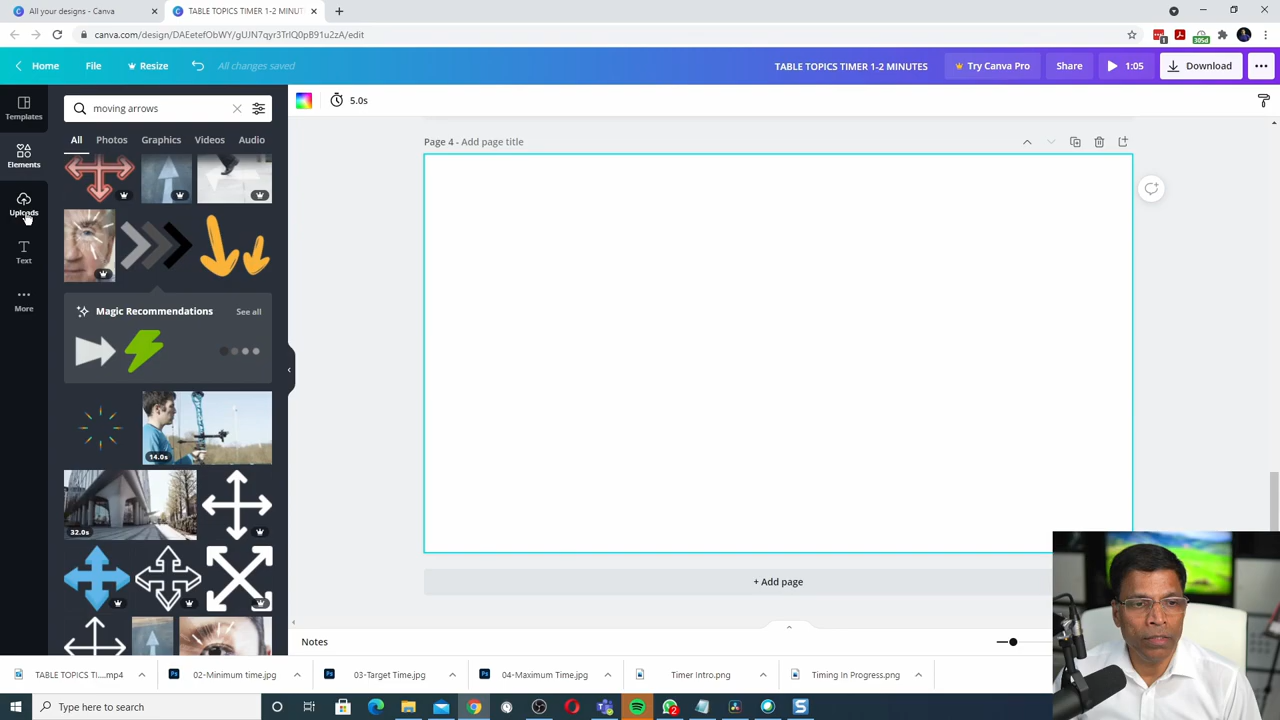 All your designs - Canva
TABLE TOPICS TIMER 1-2 MINUT
canva.com/design/DAEetefObWY/gUJN7qyr3TrIQ0pB91u2zA/edit
1
305d
Home
File
Resize
All changes saved
TABLE TOPICS TIMER 1-2 MINUTES
Try Canva Pro
Share
1:05
Download
Templates
Elements
Uploads
Text
More
moving arrows
All
Photos
Graphics
Videos
Audio
Magic Recommendations
See all
14.0s
32.0s
5.0s
Page 4 - Add page title
+ Add page
Notes
TABLE TOPICS TI....mp4
02-Minimum time.jpg
03-Target Time.jpg
04-Maximum Time.jpg
Timer Intro.png
Timing In Progress.png
Type here to search
2